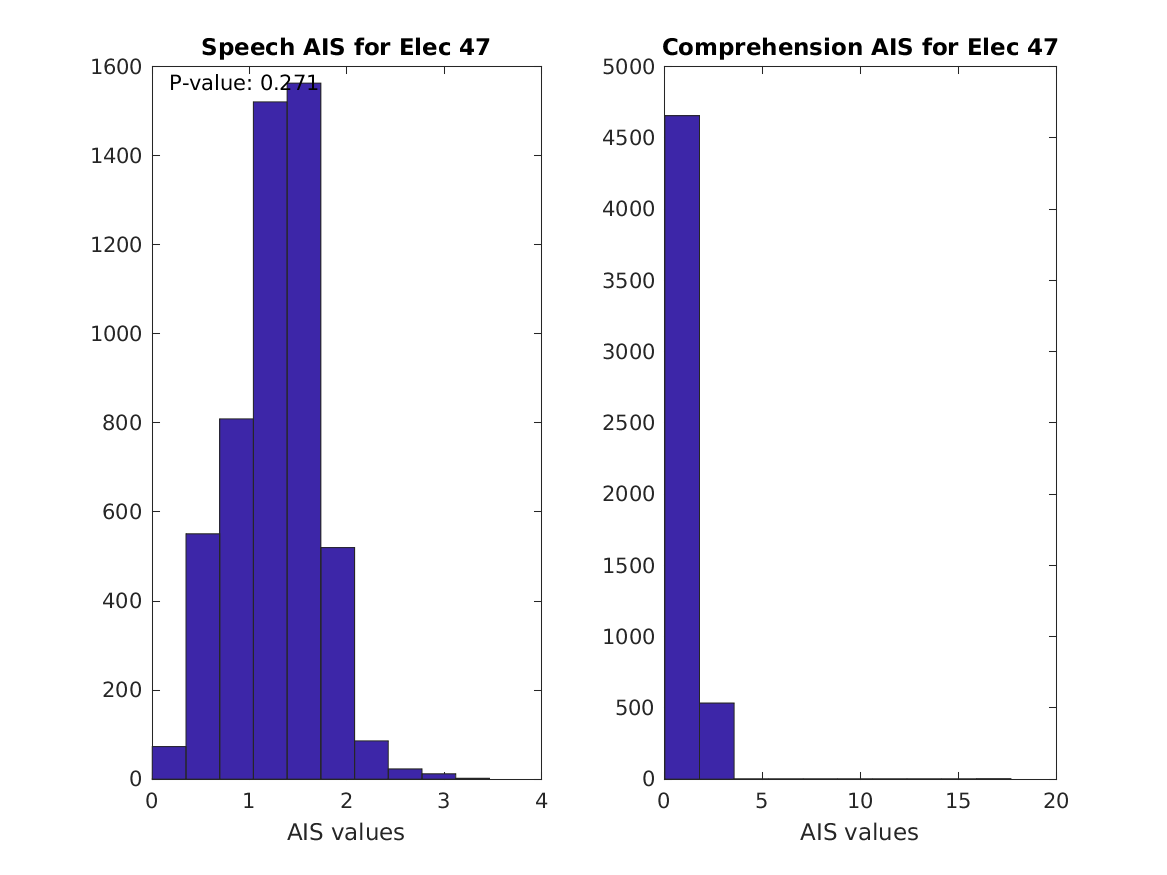 Speech AIS for Elec 47
P-value: 0.271
1600
1400
1200
1000
800
600
400
200
0
0 1 2 3 4
AIS values
Comprehension AIS for Elec 47
5000
4500
4000
3500
3000
2500
2000
1500
1000
500
0
0 5 10 15 20
AIS values